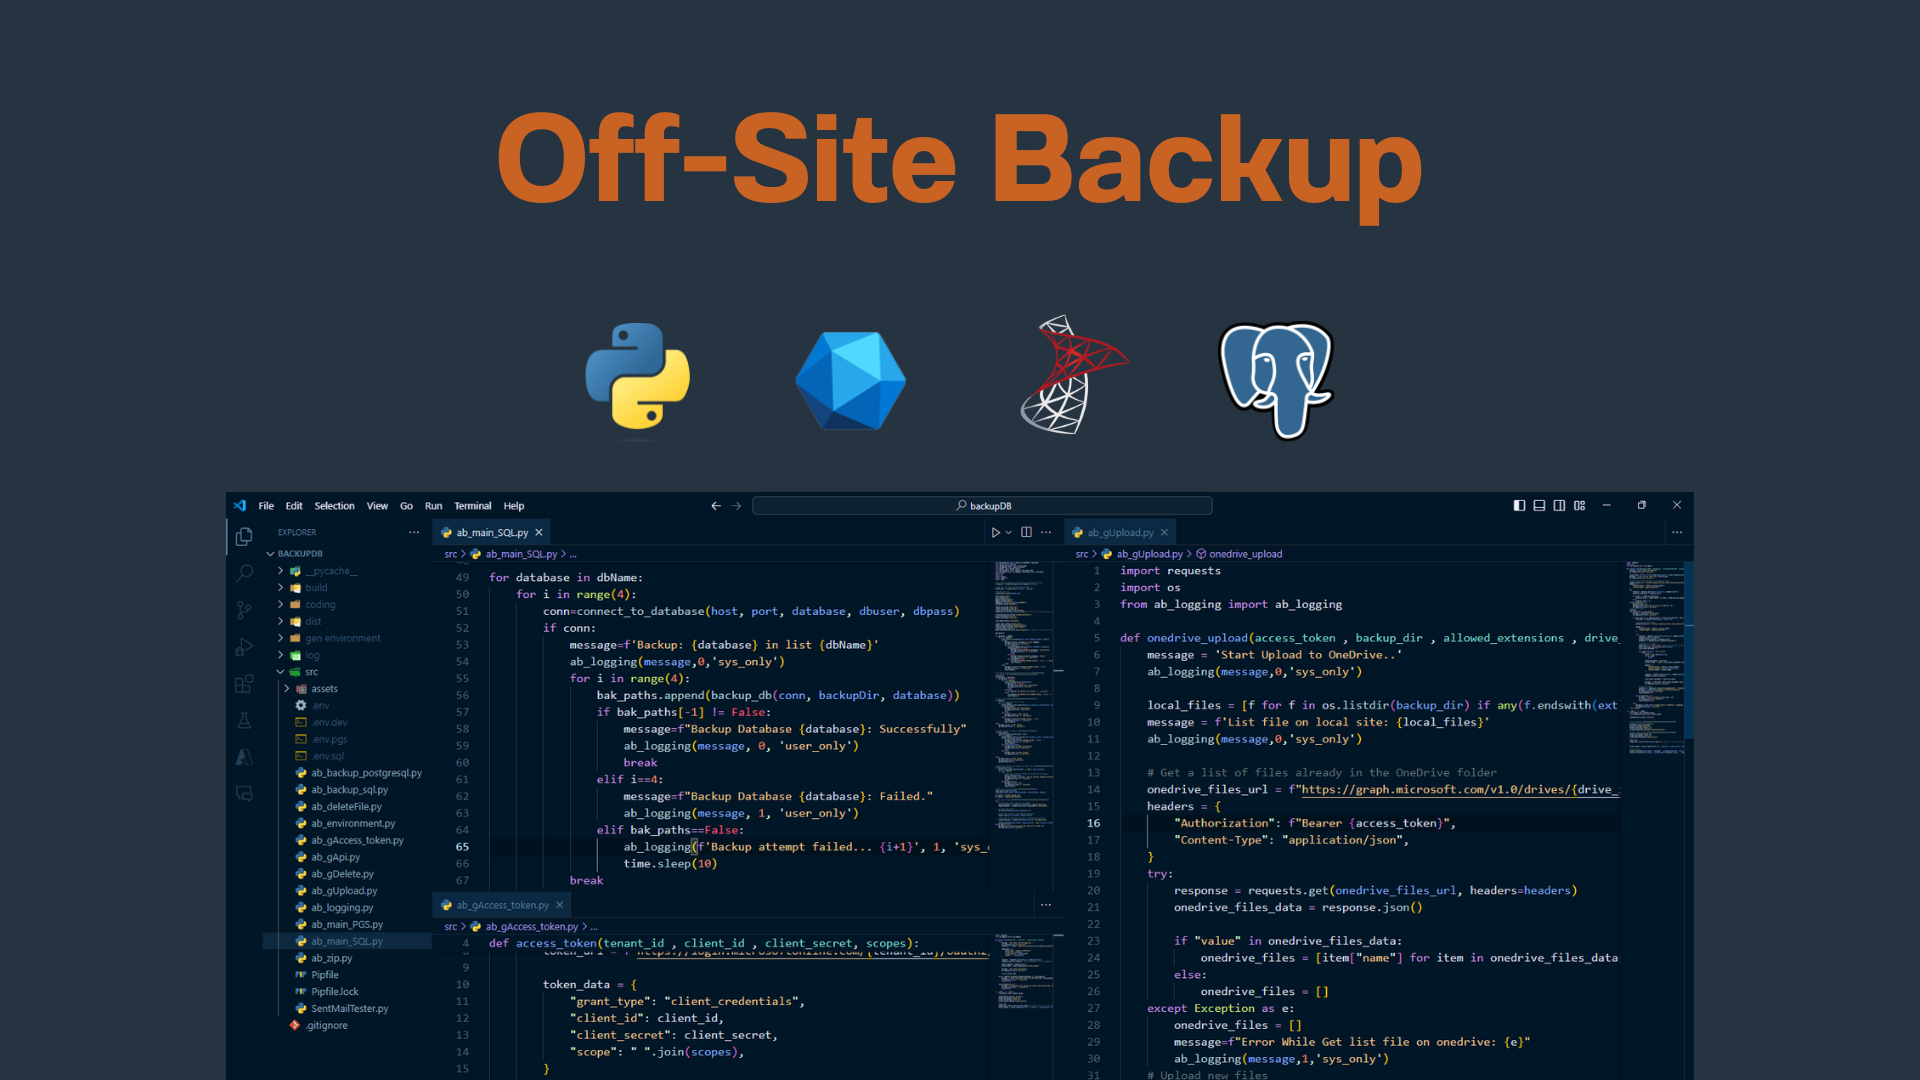 Off-Site Backup
File Edit Selection View Go Run Terminal Help
backupDB
EXPLORER
BACKUPDB
__pycache__
build
coding
dist
gen environment
log
src
assets
.env
.env.dev
.env.pgs
.env.sql
ab_backup_postgresql.py
ab_backup_sql.py
ab_deleteFile.py
ab_environment.py
ab_gAccess_token.py
ab_gApi.py
ab_gDelete.py
ab_gUpload.py
ab_logging.py
ab_main_PGS.py
ab_main_SQL.py
ab_zip.py
Pipfile
Pipfile.lock
SentMailTester.py
.gitignore
ab_main_SQL.py
src > ab_main_SQL.py > ...
49 for database in dbName:
50 for i in range(4):
51 conn=connect_to_database(host, port, database, dbuser, dbpass)
52 if conn:
53 message=f'Backup: {database} in list {dbName}'
54 ab_logging(message,0,'sys_only')
55 for i in range(4):
56 bak_paths.append(backup_db(conn, backupDir, database))
57 if bak_paths[-1] != False:
58 message=f"Backup Database {database}: Successfully"
59 ab_logging(message, 0, 'user_only')
60 break
61 elif i==4:
62 message=f"Backup Database {database}: Failed."
63 ab_logging(message, 1, 'user_only')
64 elif bak_paths==False:
65 ab_logging(f'Backup attempt failed... {i+1}', 1, 'sys_
66 time.sleep(10)
67 break
ab_gAccess_token.py
src > ab_gAccess_token.py > ...
4 def access_token(tenant_id , client_id , client_secret, scopes):
9
10 token_data = {
11 "grant_type": "client_credentials",
12 "client_id": client_id,
13 "client_secret": client_secret,
14 "scope": " ".join(scopes),
15 }
ab_gUpload.py
src > ab_gUpload.py > onedrive_upload
1 import requests
2 import os
3 from ab_logging import ab_logging
4
5 def onedrive_upload(access_token , backup_dir , allowed_extensions , drive_
6 message = 'Start Upload to OneDrive..'
7 ab_logging(message,0,'sys_only')
8
9 local_files = [f for f in os.listdir(backup_dir) if any(f.endswith(ext
10 message = f'List file on local site: {local_files}'
11 ab_logging(message,0,'sys_only')
12
13 # Get a list of files already in the OneDrive folder
14 onedrive_files_url = f"https://graph.microsoft.com/v1.0/drives/{drive_
15 headers = {
16 "Authorization": f"Bearer {access_token}",
17 "Content-Type": "application/json",
18 }
19 try:
20 response = requests.get(onedrive_files_url, headers=headers)
21 onedrive_files_data = response.json()
22
23 if "value" in onedrive_files_data:
24 onedrive_files = [item["name"] for item in onedrive_files_data
25 else:
26 onedrive_files = []
27 except Exception as e:
28 onedrive_files = []
29 message=f"Error While Get list file on onedrive: {e}"
30 ab_logging(message,1,'sys_only')
31 # Upload new files